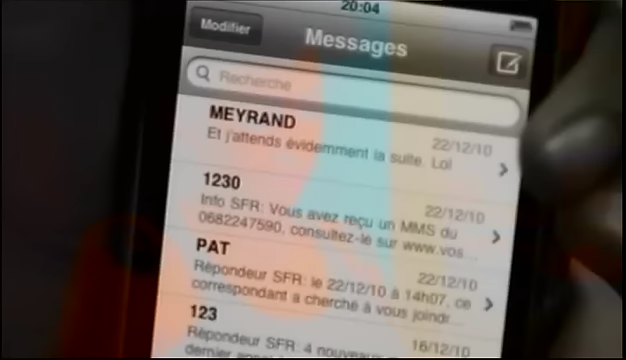 20:04
Modifier
Messages
Recherche
MEYRAND
22/12/10
Et j'attends évidemment la suite. Lol
1230
22/12/10
Info SFR: Vous avez reçu un MMS du
0682247590, consultez-le sur www.vos...
PAT
22/12/10
Répondeur SFR: le 22/12/10 à 14h07, ce
correspondant a cherché à vous joindr...
123
16/12/10
Répondeur SFR: 4 nouveaux
dernier